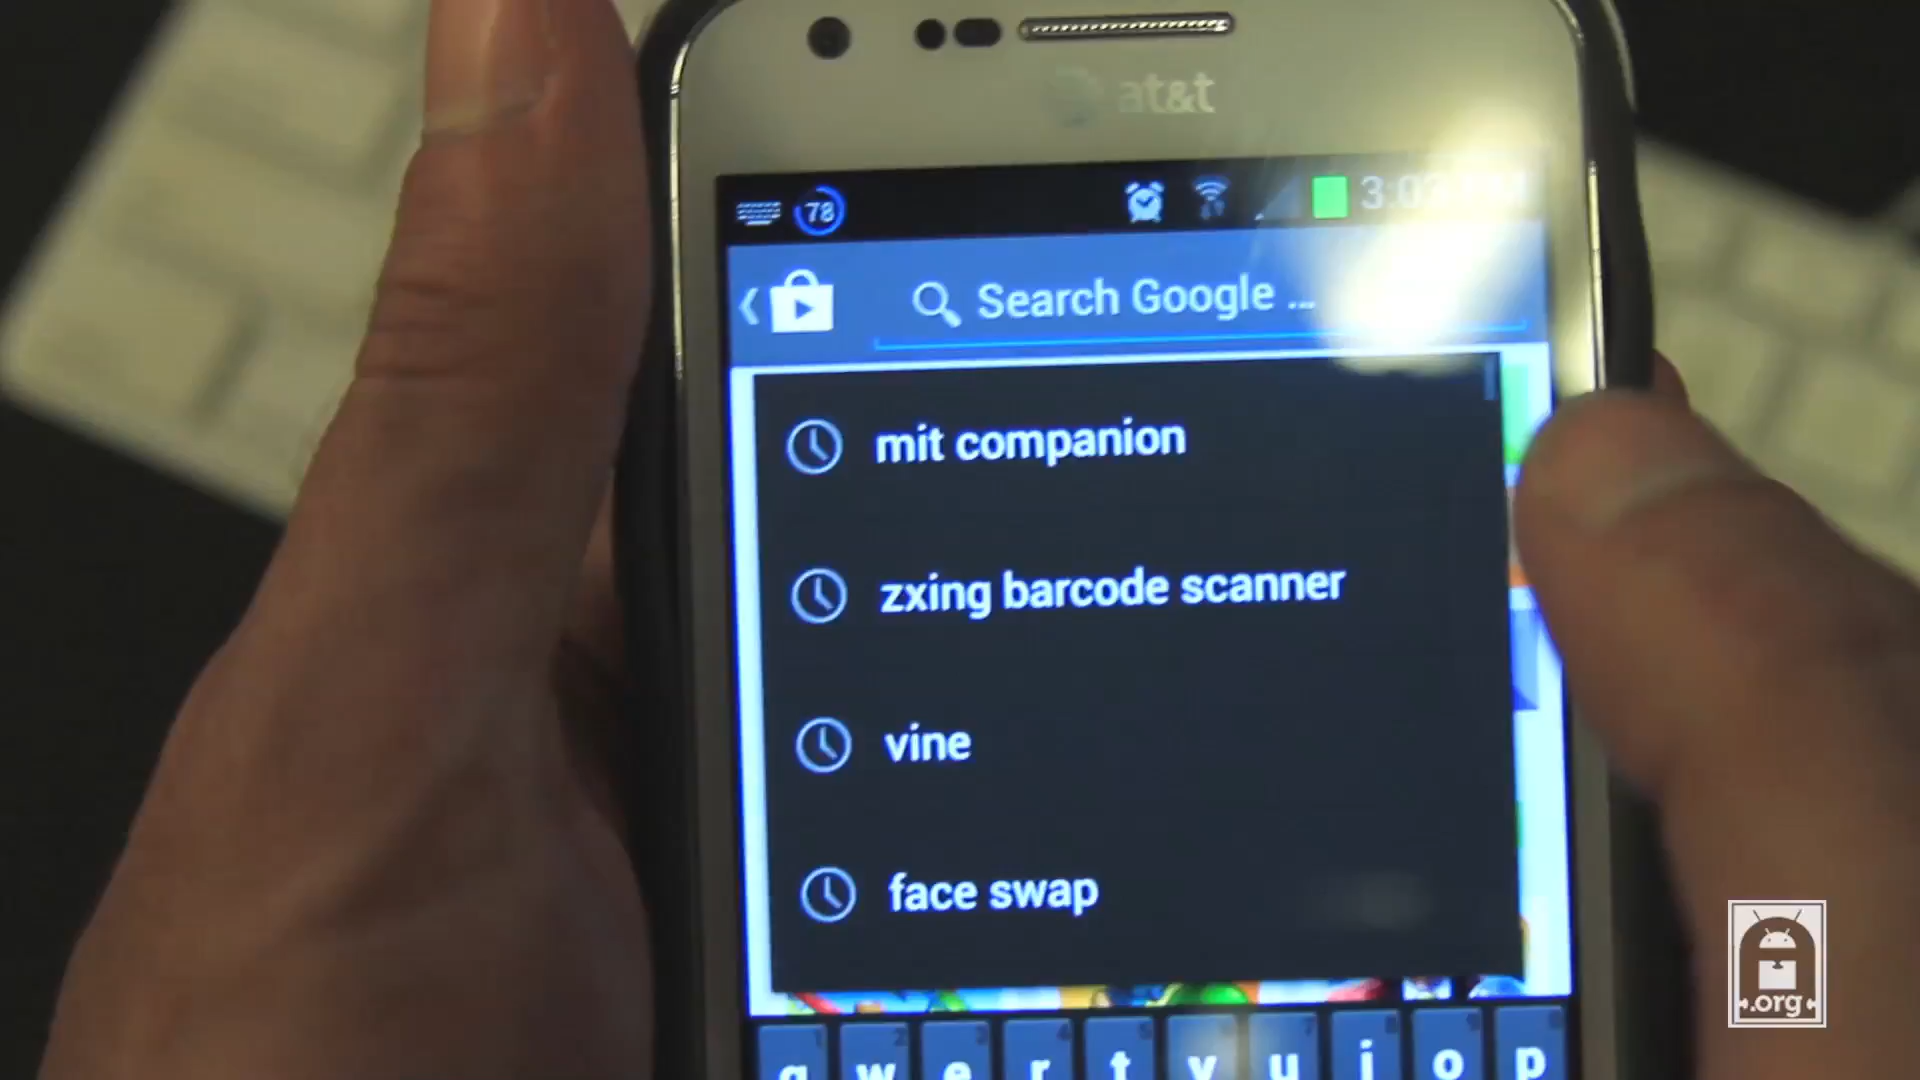 at&t
78
Search Google ...
mit companion
zxing barcode scanner
vine
face swap
q w e r t y u i o p
.org